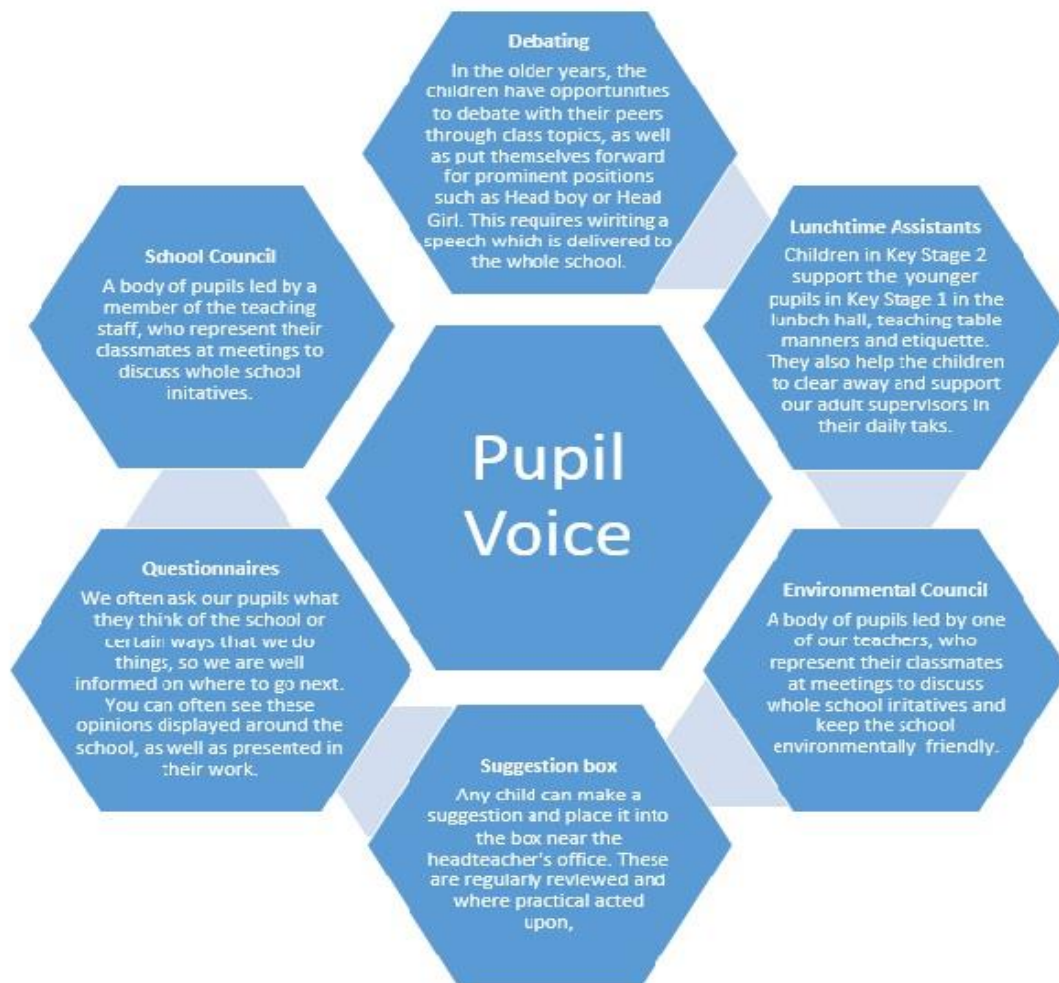 Debating
In the older years, the
children have opportunities
to debate with their peers
through class topics, as well
as put themselves forward
for prominent positions
such as Head boy or Head
Girl. This requires wiriting a
speech which is delivered to
the whole school.
Lunchtime Assistants
Children in Key Stage 2
support the younger
pupils in Key Stage 1 in the
lunbch hall, teaching table
manners and etiquette.
They also help the children
to clear away and support
our adult supervisors in
their daily taks.
Environmental Council
A body of pupils led by one
of our teachers, who
represent their classmates
at meetings to discuss
whole school iritatives and
keep the school
environmentally friendly.
Suggestion box
Any child can make a
suggestion and place it into
the box near the
headteacher's office. These
are regularly reviewed and
where practical acted
upon,
Questionnaires
We often ask our pupils what
they think of the school or
certain ways that we do
things, so we are well
informed on where to go next.
You can often see these
opinions displayed around the
school, as well as presented in
their work.
School Council
A body of pupils led by a
member of the teaching
staff, who represent their
classmates at meetings to
discuss whole school
initatives.
Pupil
Voice